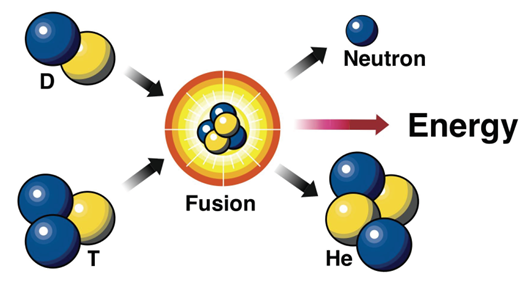 D
Neutron
Energy
Fusion
T
He